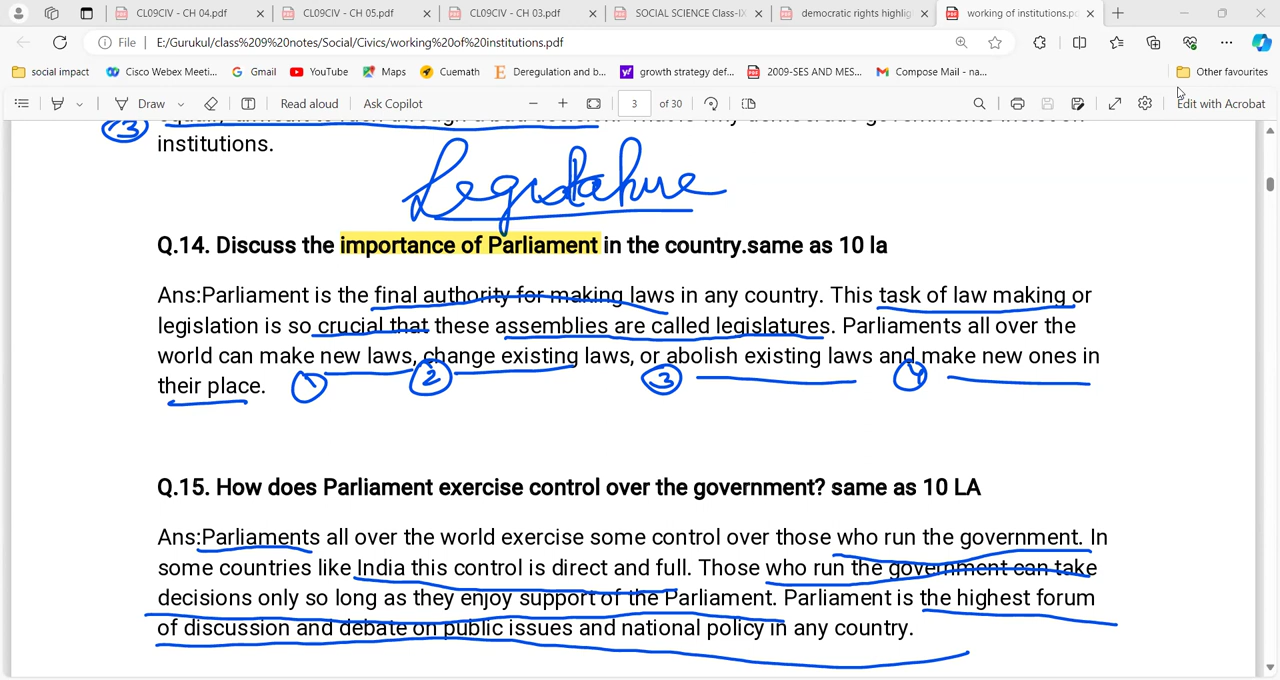 CL09CIV - CH 04.pdf
CL09CIV - CH 05.pdf
CL09CIV - CH 03.pdf
SOCIAL SCIENCE Class-IX
democratic rights highlig
working of institutions.pd
File
E:/Gurukul/class%209%20notes/Social/Civics/working%20of%20institutions.pdf
social impact
Cisco Webex Meeti...
Gmail
YouTube
Maps
Cuemath
Deregulation and b...
growth strategy def...
2009-SES AND MES...
Compose Mail - na...
Other favourites
Draw
Read aloud
Ask Copilot
3
of 30
Edit with Acrobat
3
institutions.
Legislature
Q.14. Discuss the importance of Parliament in the country.same as 10 la
Ans:Parliament is the final authority for making laws in any country. This task of law making or
legislation is so crucial that these assemblies are called legislatures. Parliaments all over the
world can make new laws, change existing laws, or abolish existing laws and make new ones in
their place.
1
2
3
4
Q.15. How does Parliament exercise control over the government? same as 10 LA
Ans:Parliaments all over the world exercise some control over those who run the government. In
some countries like India this control is direct and full. Those who run the government can take
decisions only so long as they enjoy support of the Parliament. Parliament is the highest forum
of discussion and debate on public issues and national policy in any country.